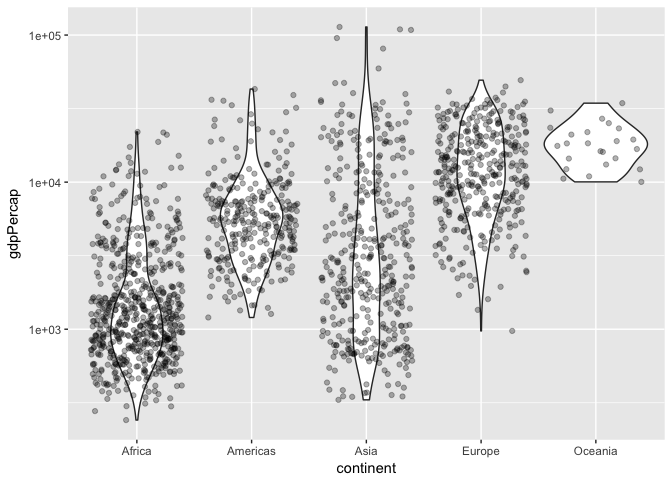 1e+05
1e+04
1e+03
gdpPercap
Africa Americas Asia Europe Oceania
continent